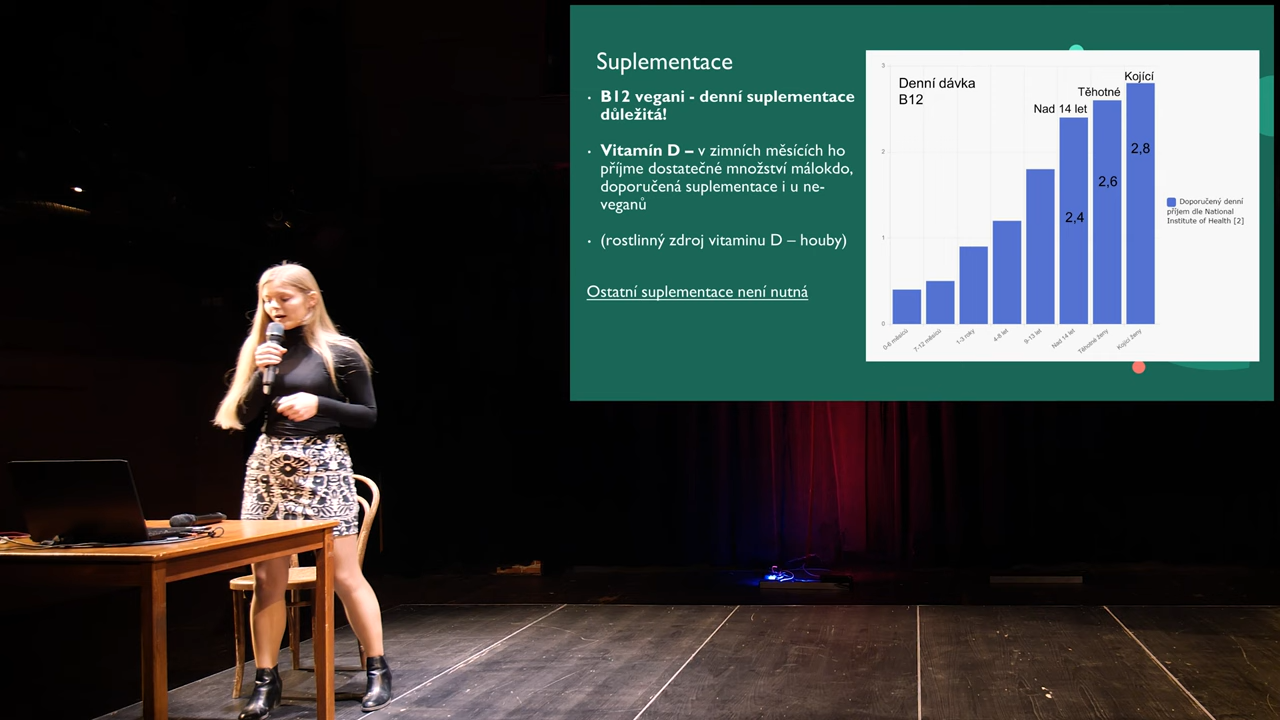 Suplementace
· B12 vegani - denní suplementace
důležitá!
· Vitamín D – v zimních měsících ho
příjme dostatečné množství málokdo,
doporučená suplementace i u ne-
veganů
· (rostlinný zdroj vitaminu D – houby)
Ostatní suplementace není nutná
Denní dávka
B12
3
2
1
0
Nad 14 let
Těhotné
Kojící
2,4
2,6
2,8
0-6 měsíců
7-12 měsíců
1-3 roky
4-8 let
9-13 let
Nad 14 let
Těhotné ženy
Kojící ženy
Doporučený denní
příjem dle National
Institute of Health [2]